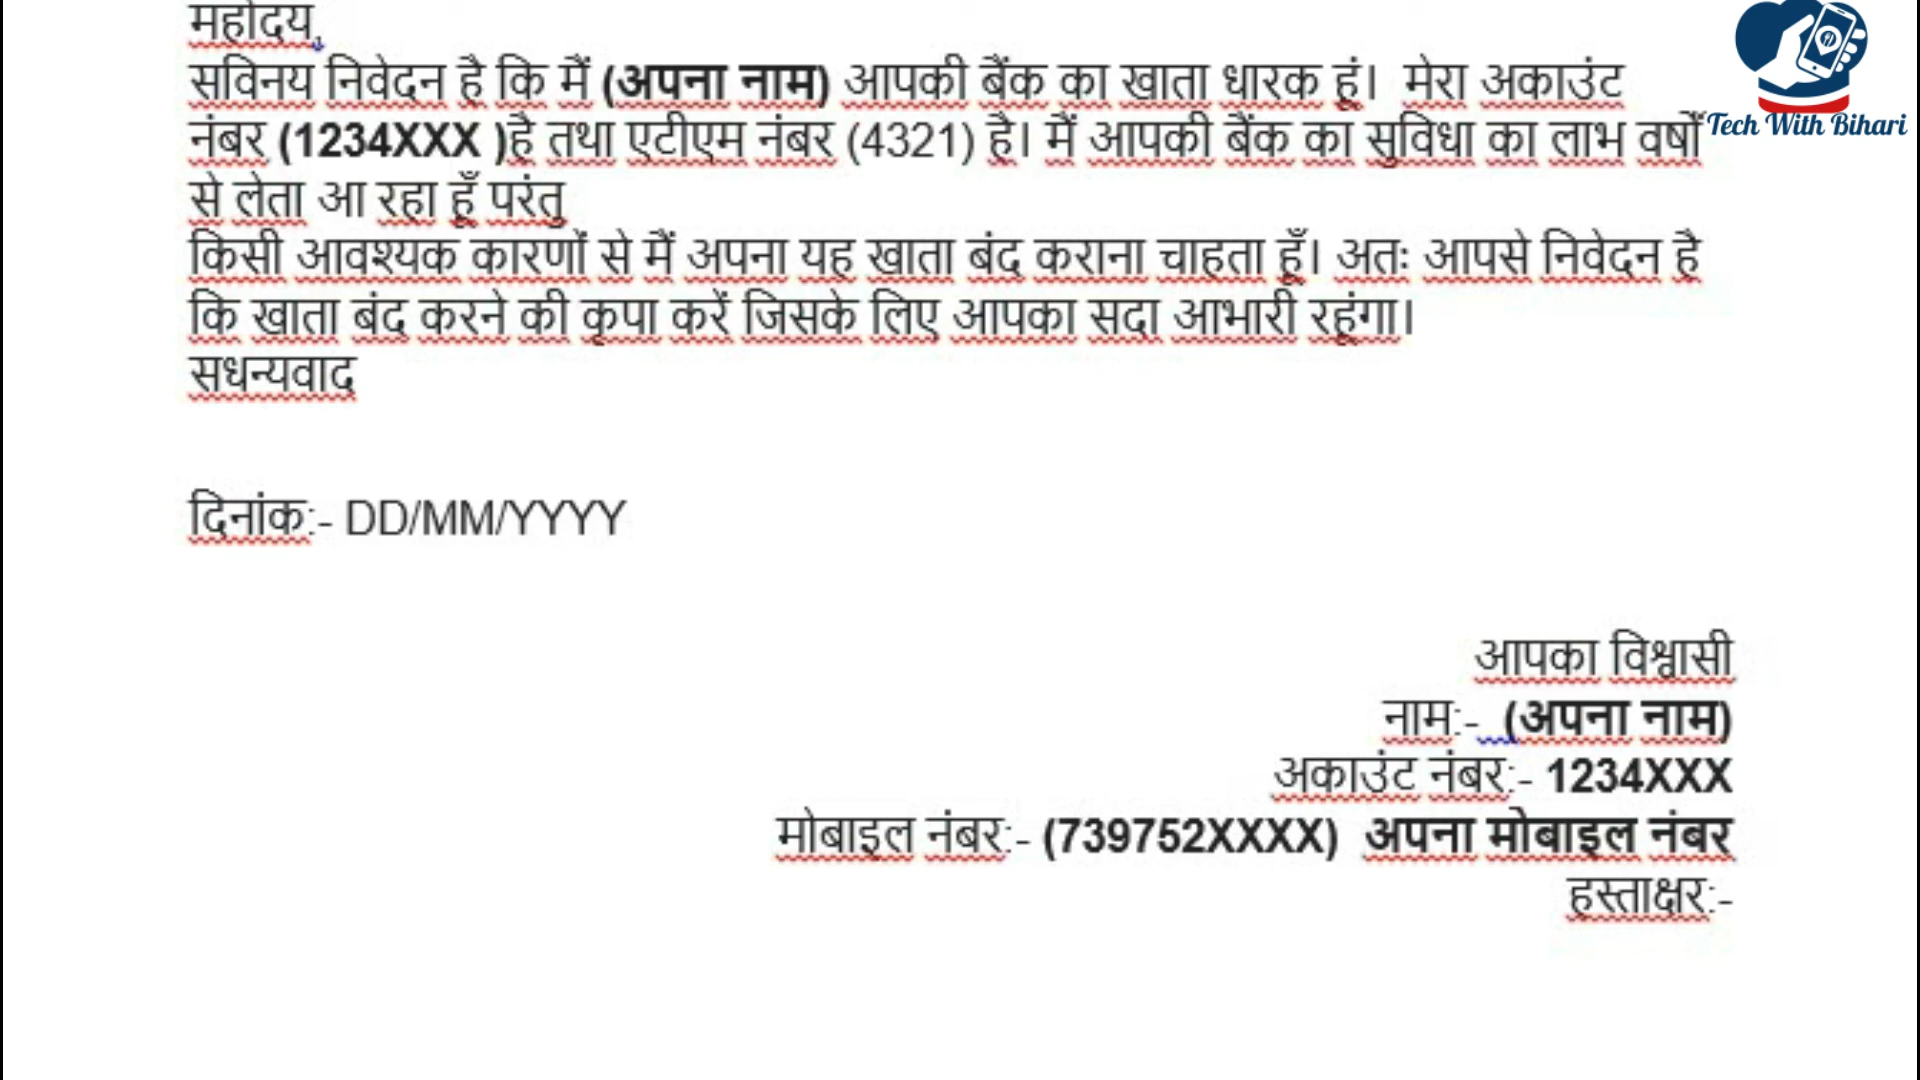 महोदय,
सविनय निवेदन है कि मैं (अपना नाम) आपकी बैंक का खाता धारक हूं। मेरा अकाउंट
नंबर (1234XXX )है तथा एटीएम नंबर (4321) है। मैं आपकी बैंक का सुविधा का लाभ वर्षों
से लेता आ रहा हूँ परंतु
किसी आवश्यक कारणों से मैं अपना यह खाता बंद कराना चाहता हूँ। अतः आपसे निवेदन है
कि खाता बंद करने की कृपा करें जिसके लिए आपका सदा आभारी रहूंगा।
सधन्यवाद
दिनांक:- DD/MM/YYYY
आपका विश्वासी
नाम:- (अपना नाम)
अकाउंट नंबर:- 1234XXX
मोबाइल नंबर:- (739752XXXX) अपना मोबाइल नंबर
हस्ताक्षर:-
Tech With Bihari